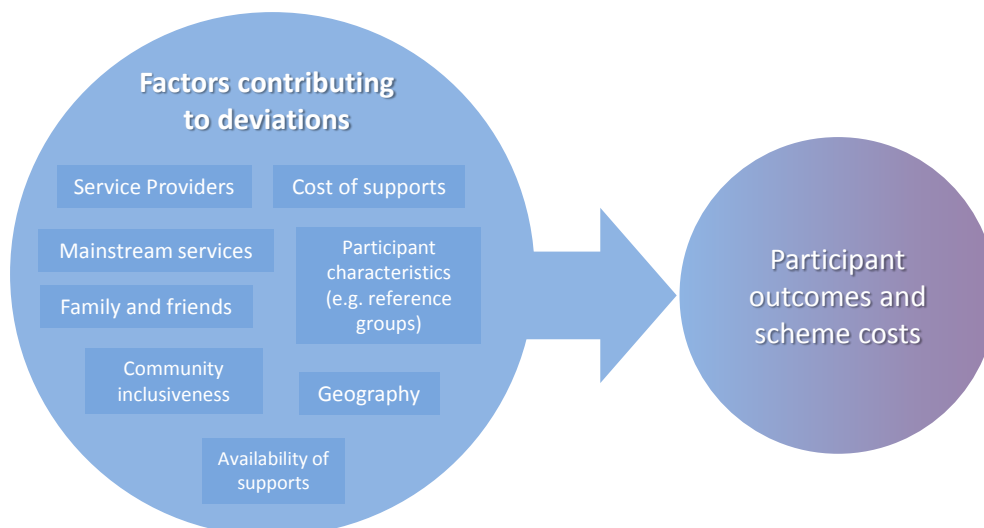 Factors contributing
to deviations
Service Providers
Cost of supports
Mainstream services
Participant
characteristics
(e.g. reference
groups)
Family and friends
Community
inclusiveness
Geography
Availability of
supports
Participant
outcomes and
scheme costs